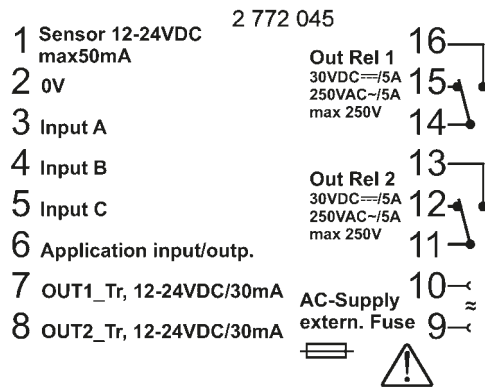 2 772 045
1 Sensor 12-24VDC
max50mA
2 0V
3 Input A
4 Input B
5 Input C
6 Application input/outp.
7 OUT1_Tr, 12-24VDC/30mA
8 OUT2_Tr, 12-24VDC/30mA
Out Rel 1
30VDC⎓/5A
250VAC~/5A
max 250V
16
15
14
Out Rel 2
30VDC⎓/5A
250VAC~/5A
max 250V
13
12
11
AC-Supply
extern. Fuse
10
≈
9